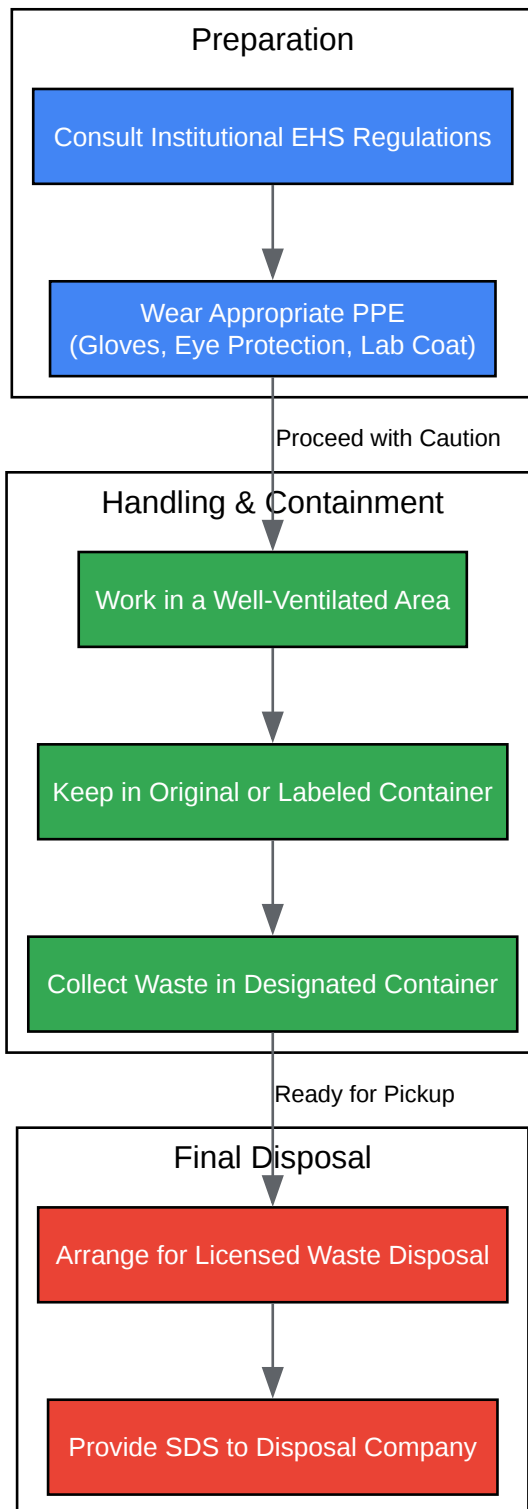 Preparation
Consult Institutional EHS Regulations
Wear Appropriate PPE
(Gloves, Eye Protection, Lab Coat)
Proceed with Caution
Handling & Containment
Work in a Well-Ventilated Area
Keep in Original or Labeled Container
Collect Waste in Designated Container
Ready for Pickup
Final Disposal
Arrange for Licensed Waste Disposal
Provide SDS to Disposal Company